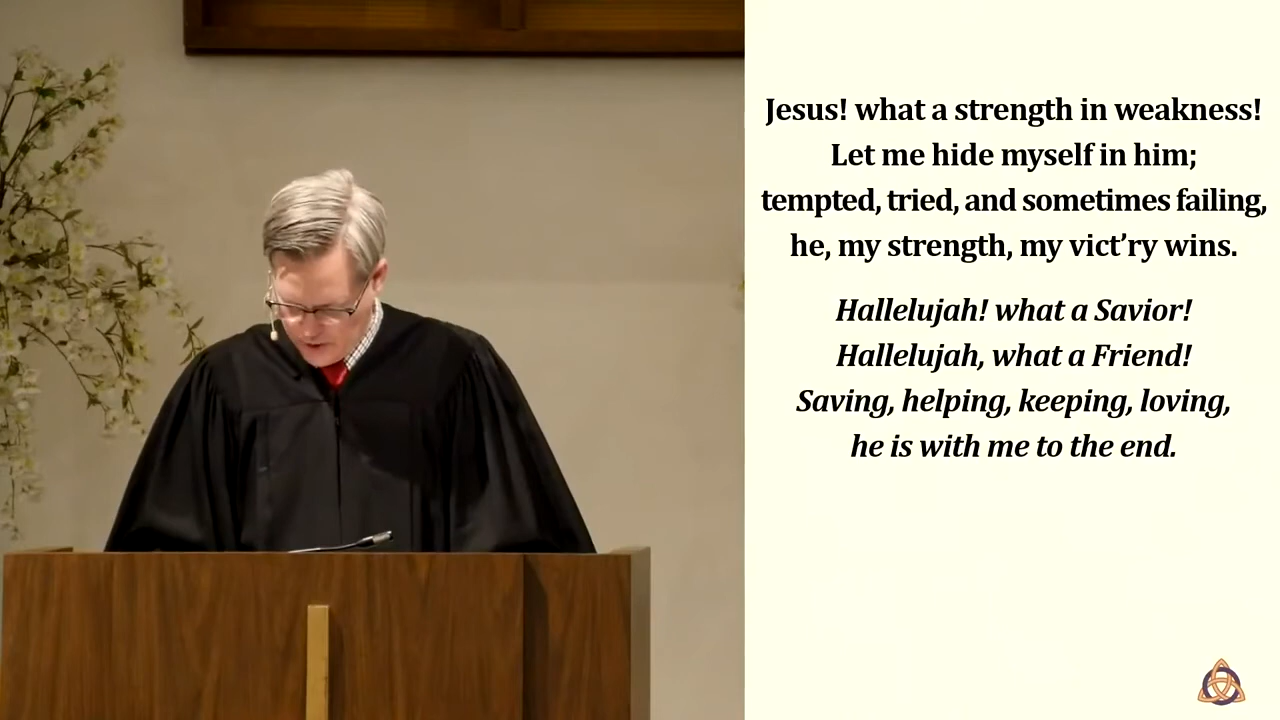 Jesus! what a strength in weakness!
Let me hide myself in him;
tempted, tried, and sometimes failing,
he, my strength, my vict’ry wins.
Hallelujah! what a Savior!
Hallelujah, what a Friend!
Saving, helping, keeping, loving,
he is with me to the end.